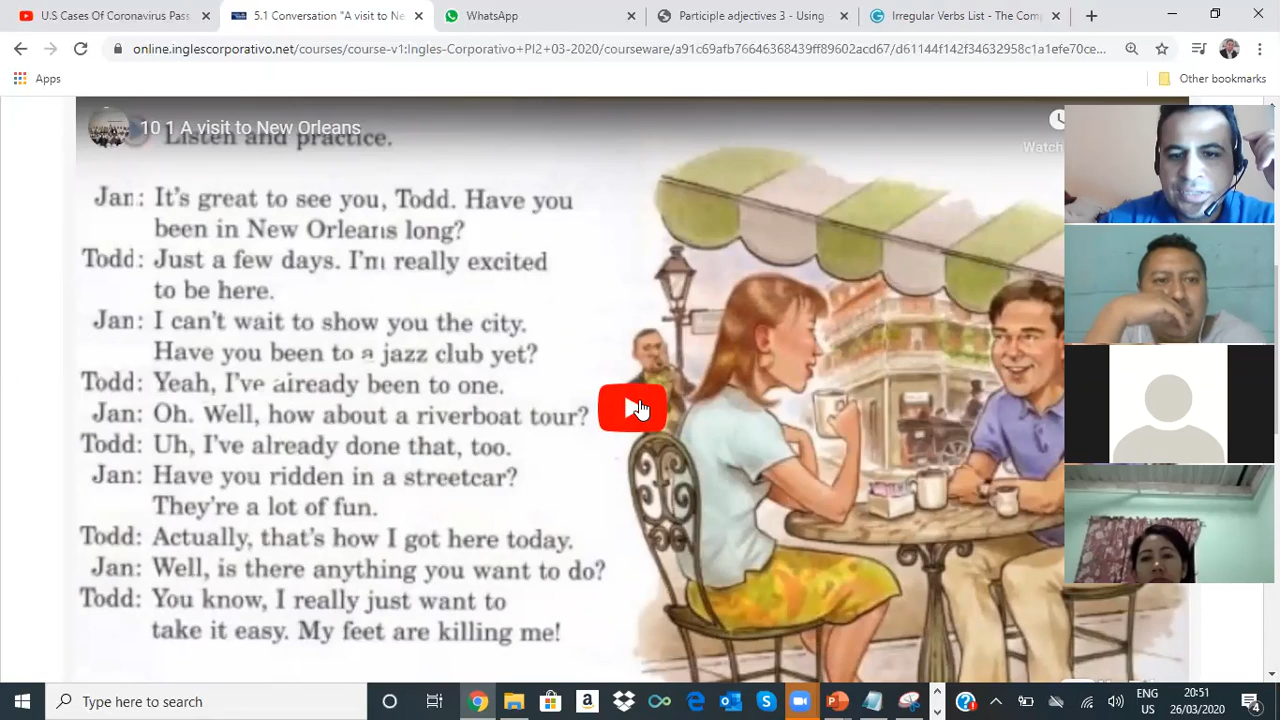 U.S Cases Of Coronavirus Pass
5.1 Conversation "A visit to Ne
WhatsApp
Participle adjectives 3 - Using
Irregular Verbs List - The Com
online.inglescorporativo.net/courses/course-v1:Ingles-Corporativo+PI2+03-2020/courseware/a91c69afb78646368439ff89602acd67/d61144f142f34632958c1a1efe70ce...
Apps
Other bookmarks
10 1 A visit to New Orleans
Listen and practice.
Watch
Jan: It's great to see you, Todd. Have you
been in New Orleans long?
Todd: Just a few days. I'm really excited
to be here.
Jan: I can't wait to show you the city.
Have you been to a jazz club yet?
Todd: Yeah, I've already been to one.
Jan: Oh. Well, how about a riverboat tour?
Todd: Uh, I've already done that, too.
Jan: Have you ridden in a streetcar?
They're a lot of fun.
Todd: Actually, that's how I got here today.
Jan: Well, is there anything you want to do?
Todd: You know, I really just want to
take it easy. My feet are killing me!
Type here to search
ENG
US
20:51
26/03/2020
4